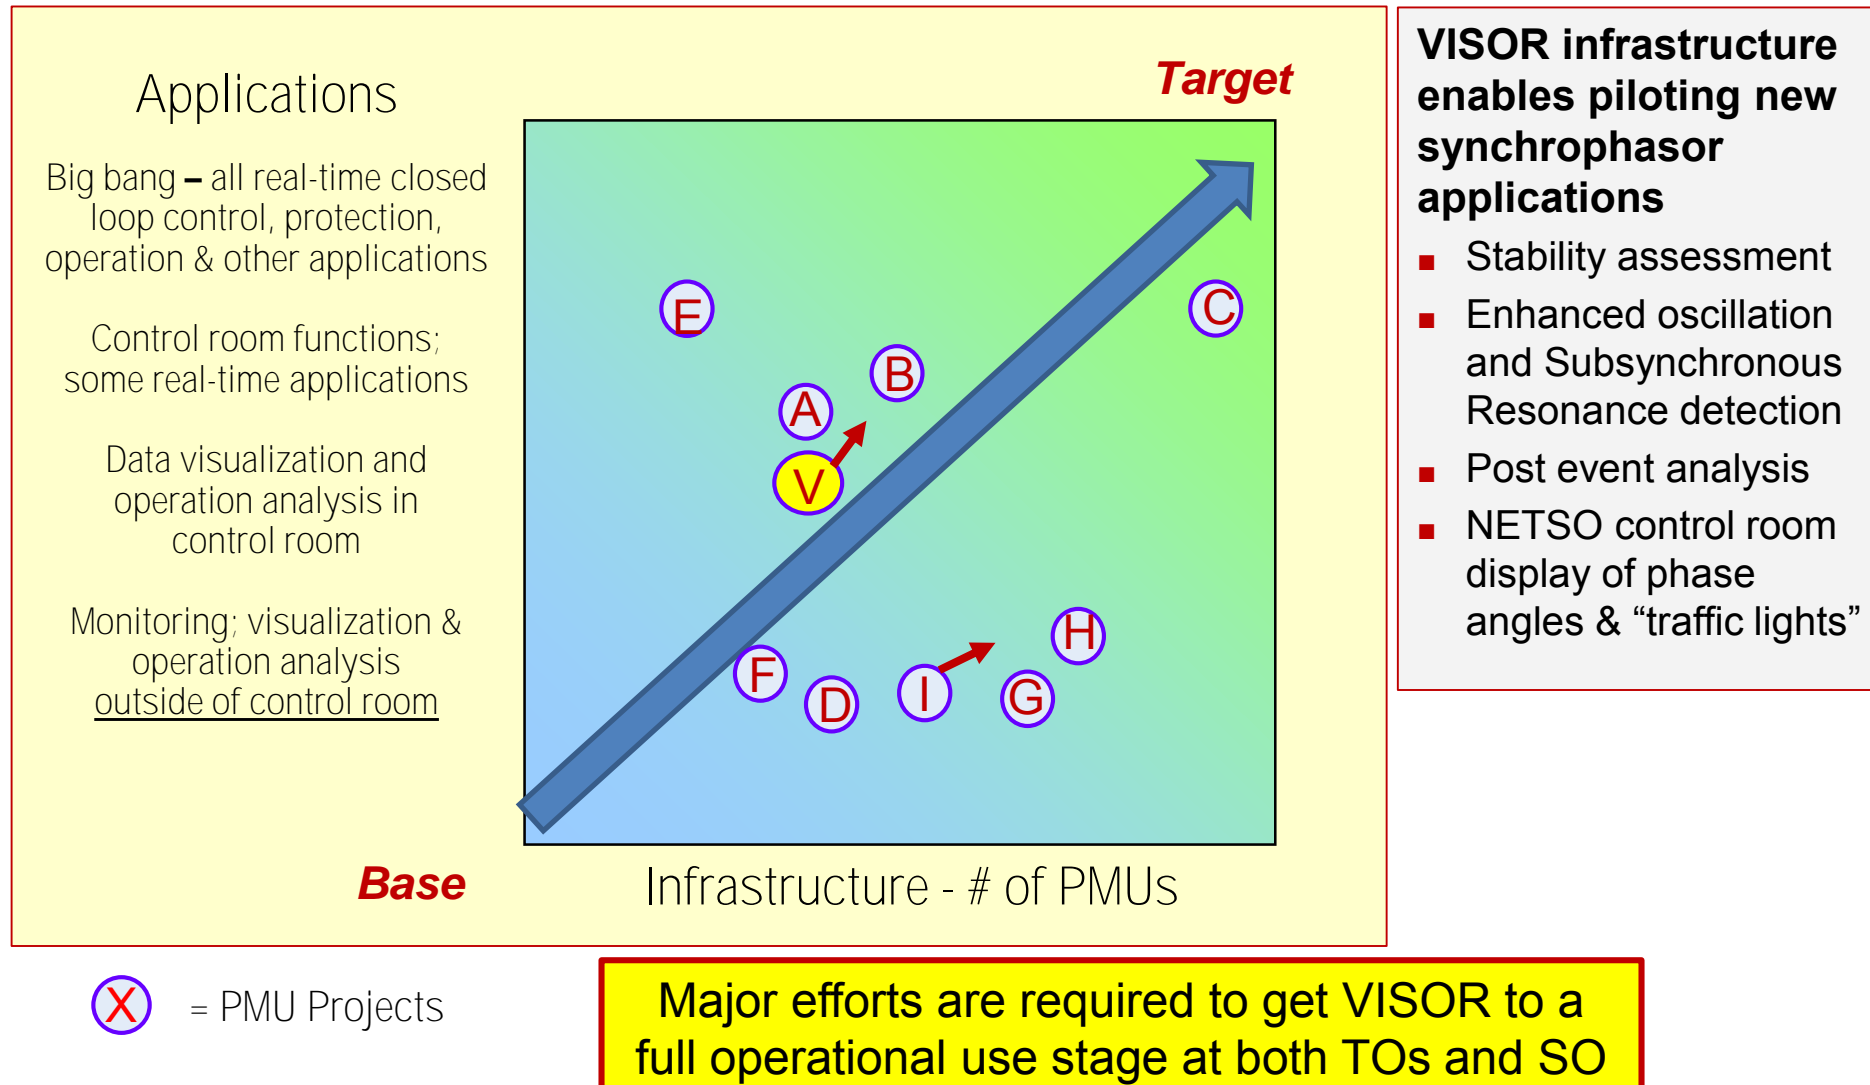 Applications
Target
Big bang – all real-time closed
loop control, protection,
operation & other applications
Control room functions;
some real-time applications
Data visualization and
operation analysis in
control room
Monitoring; visualization &
operation analysis
outside of control room
E
C
B
A
V
H
F
D
I
G
Base
Infrastructure - # of PMUs
X = PMU Projects
VISOR infrastructure
enables piloting new
synchrophasor
applications
■ Stability assessment
■ Enhanced oscillation
and Subsynchronous
Resonance detection
■ Post event analysis
■ NETSO control room
display of phase
angles & “traffic lights”
Major efforts are required to get VISOR to a
full operational use stage at both TOs and SO